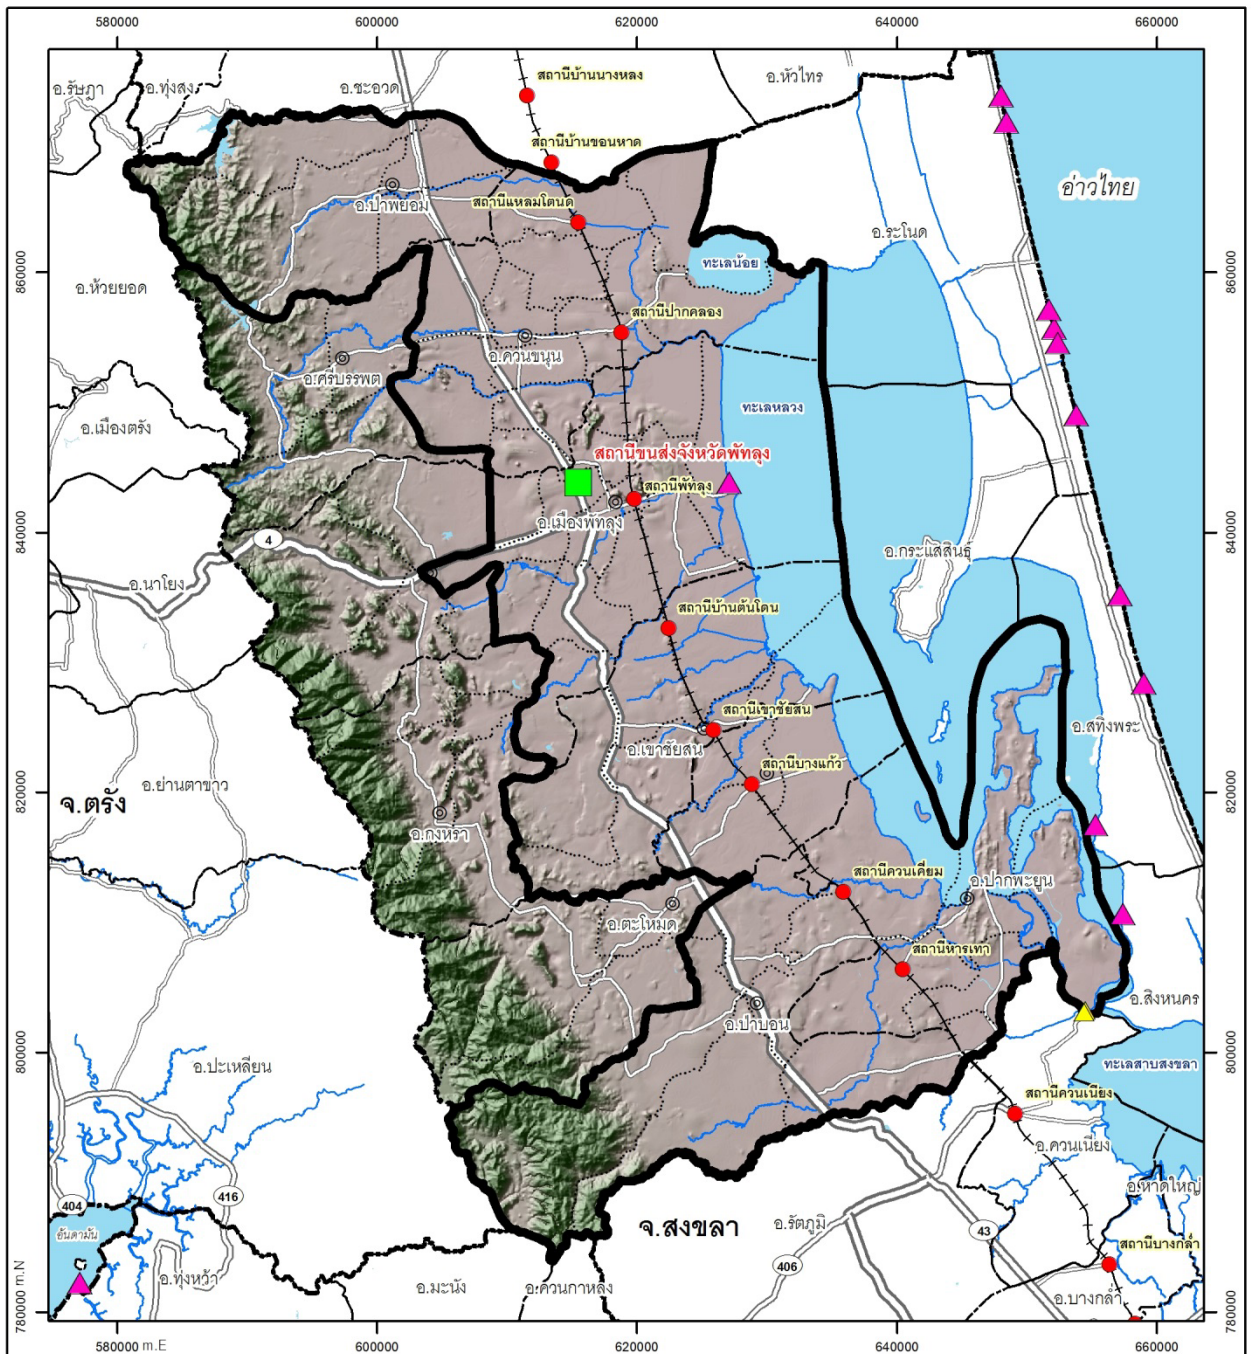 580000
600000
620000
640000
660000
สถานีบ้านนางหลง
อ.หัวไทร
อ.รัษฎา
อ.ทุ่งสง
อ.ชะอวด
สถานีบ้านขอนหาด
อ่าวไทย
อ.ป่าพยอม
สถานีแหลมโตนด
อ.ระโนด
ทะเลน้อย
860000
860000
อ.ห้วยยอด
สถานีปากคลอง
อ.ควนขนุน
อ.ศรีบรรพต
ทะเลหลวง
อ.เมืองตรัง
สถานีขนส่งจังหวัดพัทลุง
สถานีพัทลุง
อ.เมืองพัทลุง
840000
4
840000
อ.กระแสสินธุ์
อ.นาโยง
สถานีบ้านต้นโดน
สถานีเขาชัยสน
อ.สทิงพระ
อ.เขาชัยสน
สถานีบางแก้ว
อ.ย่านตาขาว
820000
จ.ตรัง
820000
อ.กงหรา
สถานีควนเคี่ยม
อ.ปากพะยูน
อ.ตะโหมด
สถานีหารเทา
อ.สิงหนคร
อ.ป่าบอน
800000
อ.ปะเหลียน
ทะเลสาบสงขลา
800000
สถานีควนเนียง
อ.ควนเนียง
อ.หาดใหญ่
404
416
จ.สงขลา
อ.รัตภูมิ
43
อันดามัน
สถานีบางกล่ำ
406
อ.ทุ่งหว้า
อ.มะนัง
อ.ควนกาหลง
อ.บางกล่ำ
780000 m.N
780000
580000 m.E
600000
620000
640000
660000